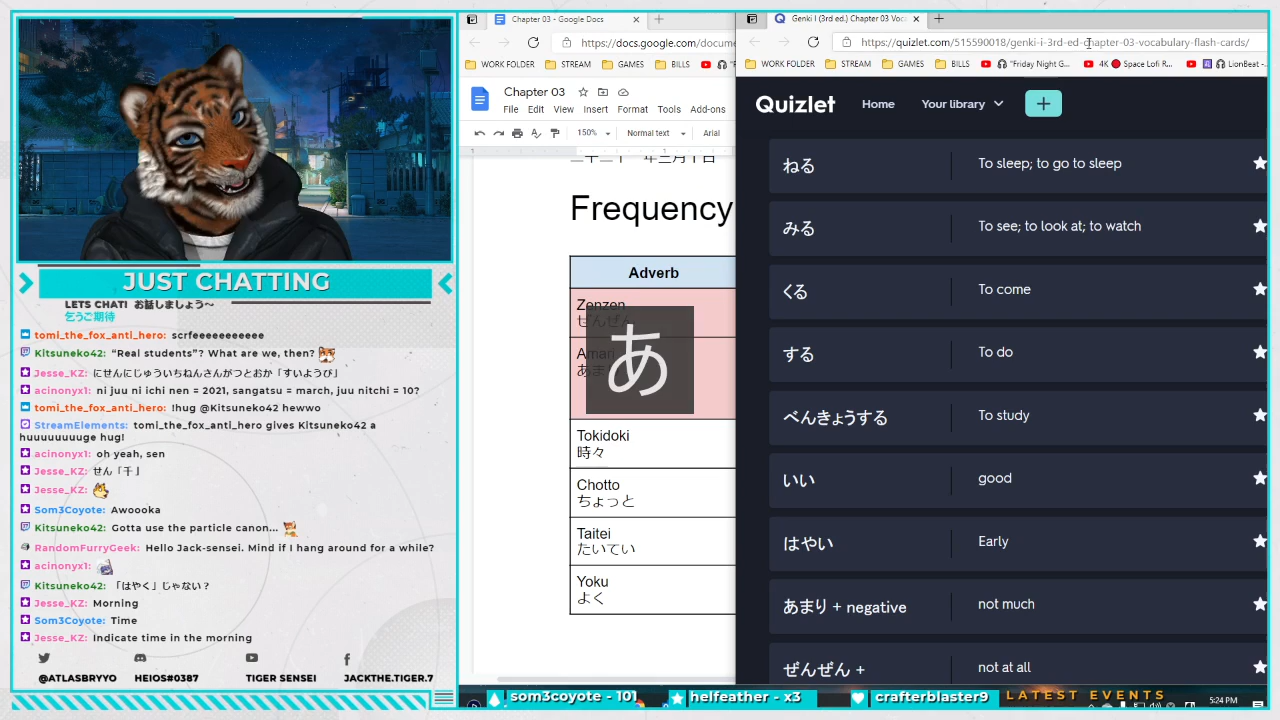 JUST CHATTING
LETS CHAT! お話しましょう〜
乞うご期待
tomi_the_fox_anti_hero: scrfeeeeeeeeeee
Kitsuneko42: “Real students”? What are we, then?
Jesse_KZ: にせんにじゅういちねんさんがつとおか「すいようび」
acinonyx1: ni juu ni ichi nen = 2021, sangatsu = march, juu nitchi = 10?
tomi_the_fox_anti_hero: !hug @Kitsuneko42 hewwo
StreamElements: tomi_the_fox_anti_hero gives Kitsuneko42 a
huuuuuuuuge hug!
acinonyx1: oh yeah, sen
Jesse_KZ: せん「千」
Jesse_KZ:
Som3Coyote: Awoooka
Kitsuneko42: Gotta use the particle canon...
RandomFurryGeek: Hello Jack-sensei. Mind if I hang around for a while?
acinonyx1:
Kitsuneko42: 「はやく」じゃない？
Jesse_KZ: Morning
Som3Coyote: Time
Jesse_KZ: Indicate time in the morning
@ATLASBRYYO HEIOS#0387 TIGER SENSEI JACKTHE.TIGER.7
Chapter 03 - Google Docs
https://docs.google.com/docume
WORK FOLDER STREAM GAMES BILLS
Chapter 03
File Edit View Insert Format Tools Add-ons
150% Normal text Arial
Frequency
Adverb
Zenzen
ぜんぜん
Amari
あ
Tokidoki
時々
Chotto
ちょっと
Taitei
たいてい
Yoku
よく
Genki I (3rd ed.) Chapter 03 Voca
https://quizlet.com/515590018/genki-i-3rd-ed-chapter-03-vocabulary-flash-cards/
WORK FOLDER STREAM GAMES BILLS "Friday Night G... 4K Space Lofi LionBeat -
Quizlet Home Your library
ねる To sleep; to go to sleep
みる To see; to look at; to watch
くる To come
する To do
べんきょうする To study
いい good
はやい Early
あまり + negative not much
ぜんぜん + not at all
som3coyote - 101 helfeather - x3 afterblaster9 LATEST EVENT
5:24 PM